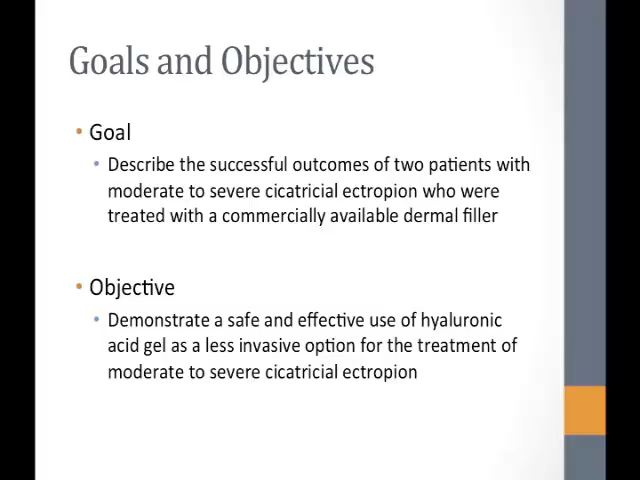 Goals and Objectives
• Goal
• Describe the successful outcomes of two patients with
moderate to severe cicatricial ectropion who were
treated with a commercially available dermal filler
• Objective
• Demonstrate a safe and effective use of hyaluronic
acid gel as a less invasive option for the treatment of
moderate to severe cicatricial ectropion